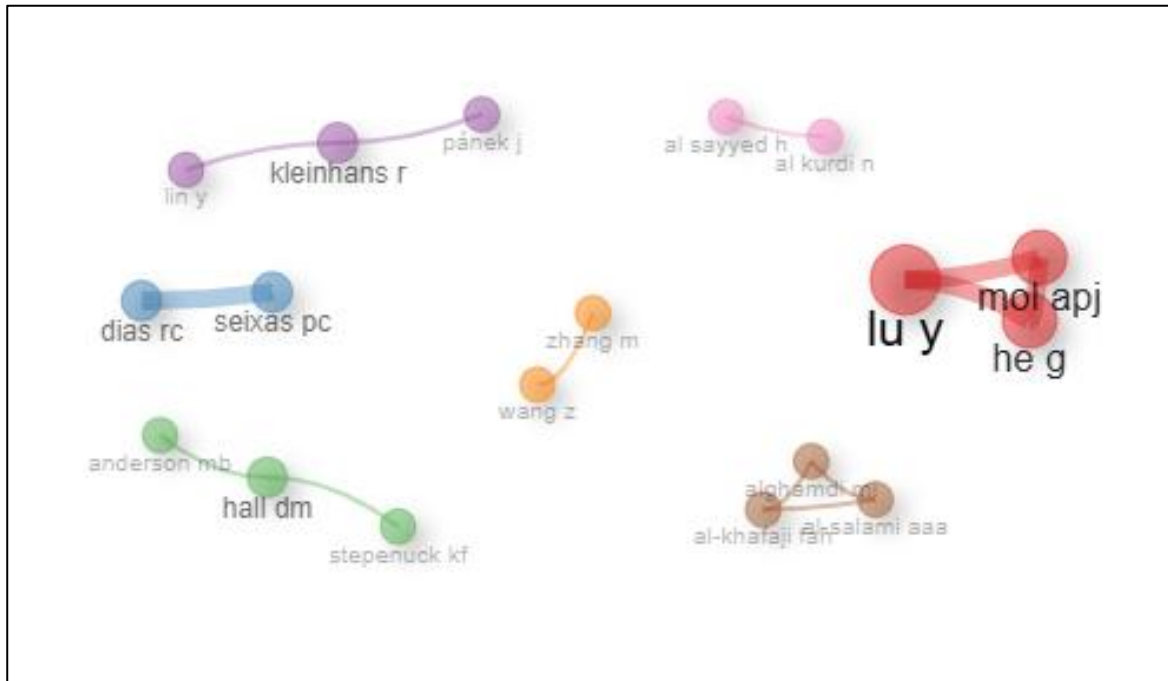 pánek j
al sayyed h
al kurdi n
kleinhans r
lin y
mol apj
lu y
he g
seixas pc
dias rc
zhang m
wang z
anderson mb
hall dm
stepenuck kf
alghamdi mj
al-salami aaa
al-khafaji